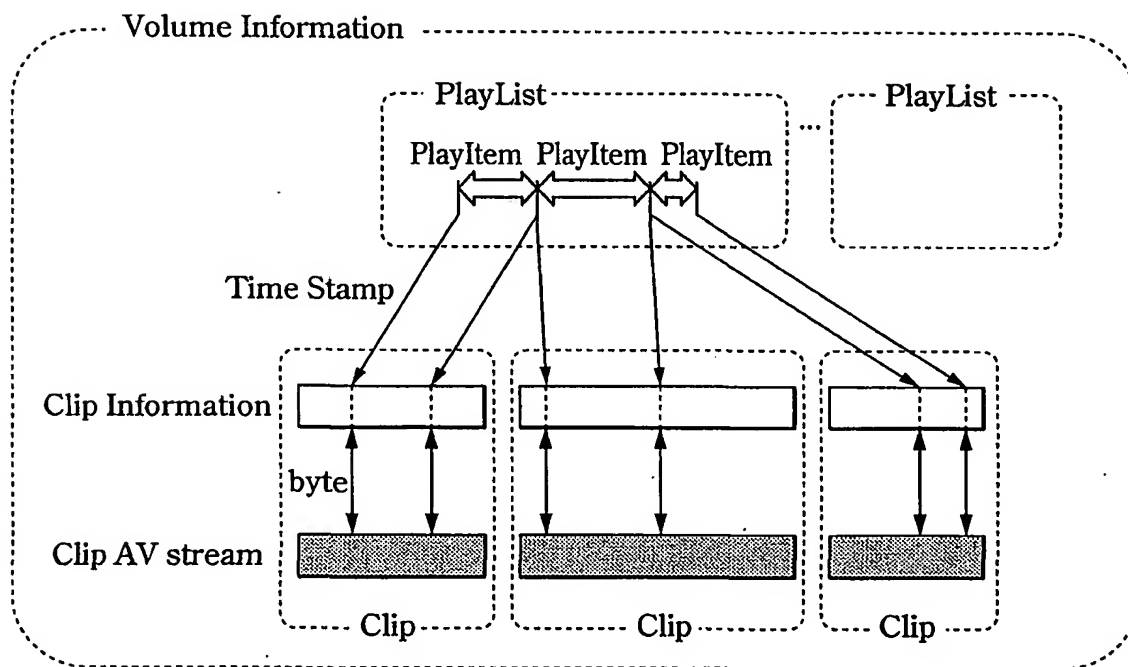 Volume Information
PlayList
PlayList
...
PlayItem PlayItem PlayItem
Time Stamp
Clip Information
byte
Clip AV stream
Clip
Clip
Clip